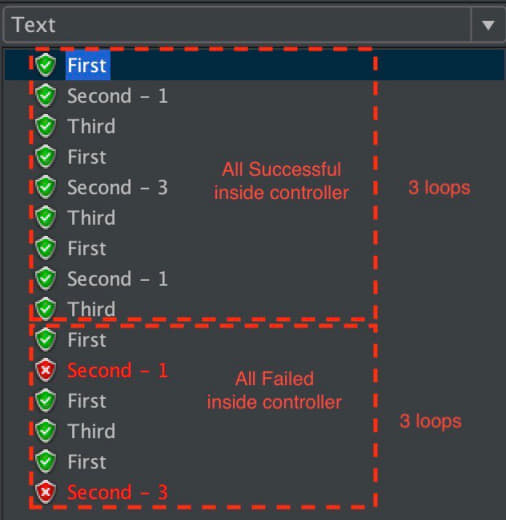 Text
First
Second – 1
Third
First
All Successful
inside controller
Second – 3
3 loops
Third
First
Second – 1
Third
First
Second – 1
All Failed
inside controller
First
Third
3 loops
First
Second – 3